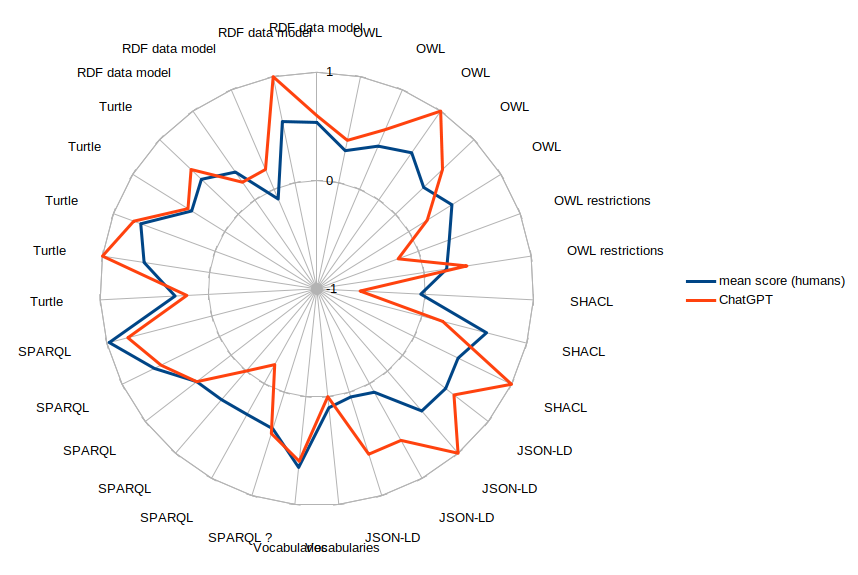 RDF data model
RDF data model
OWL
RDF data model
OWL
RDF data model
OWL
Turtle
OWL
Turtle
OWL
Turtle
OWL restrictions
Turtle
OWL restrictions
Turtle
SHACL
SPARQL
SHACL
SPARQL
SHACL
SPARQL
JSON-LD
SPARQL
JSON-LD
SPARQL
JSON-LD
SPARQL ?
JSON-LD
Vocabularies
Vocabularies
1
0
-1
mean score (humans)
ChatGPT